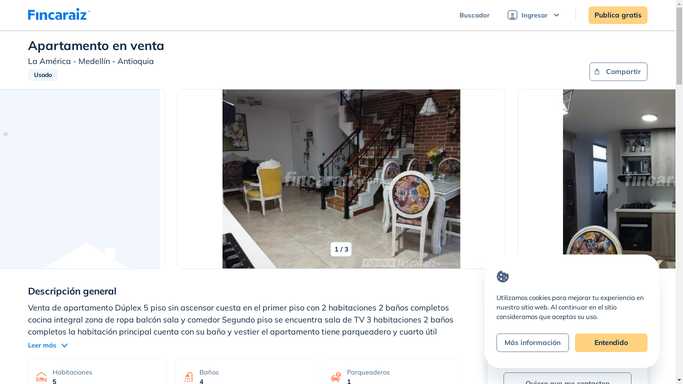 Fincaraiz
Buscador
Ingresar
Publica gratis
Apartamento en venta
La América - Medellín - Antioquia
Usado
Compartir
fincaraiz
fincaraiz
1 / 3
Descripción general
Venta de apartamento Dúplex 5 piso sin ascensor cuesta en el primer piso con 2 habitaciones 2 baños completos
cocina integral zona de ropa balcón sala y comedor Segundo piso se encuentra sala de TV 3 habitaciones 2 baños
completos la habitación principal cuenta con su baño y vestier el apartamento tiene parqueadero y cuarto útil
Leer más
Habitaciones
5
Baños
4
Parqueaderos
1
Utilizamos cookies para mejorar tu experiencia en
nuestro sitio web. Al continuar en el sitio
consideramos que aceptas su uso.
Más información
Entendido
Quiero que me contacten